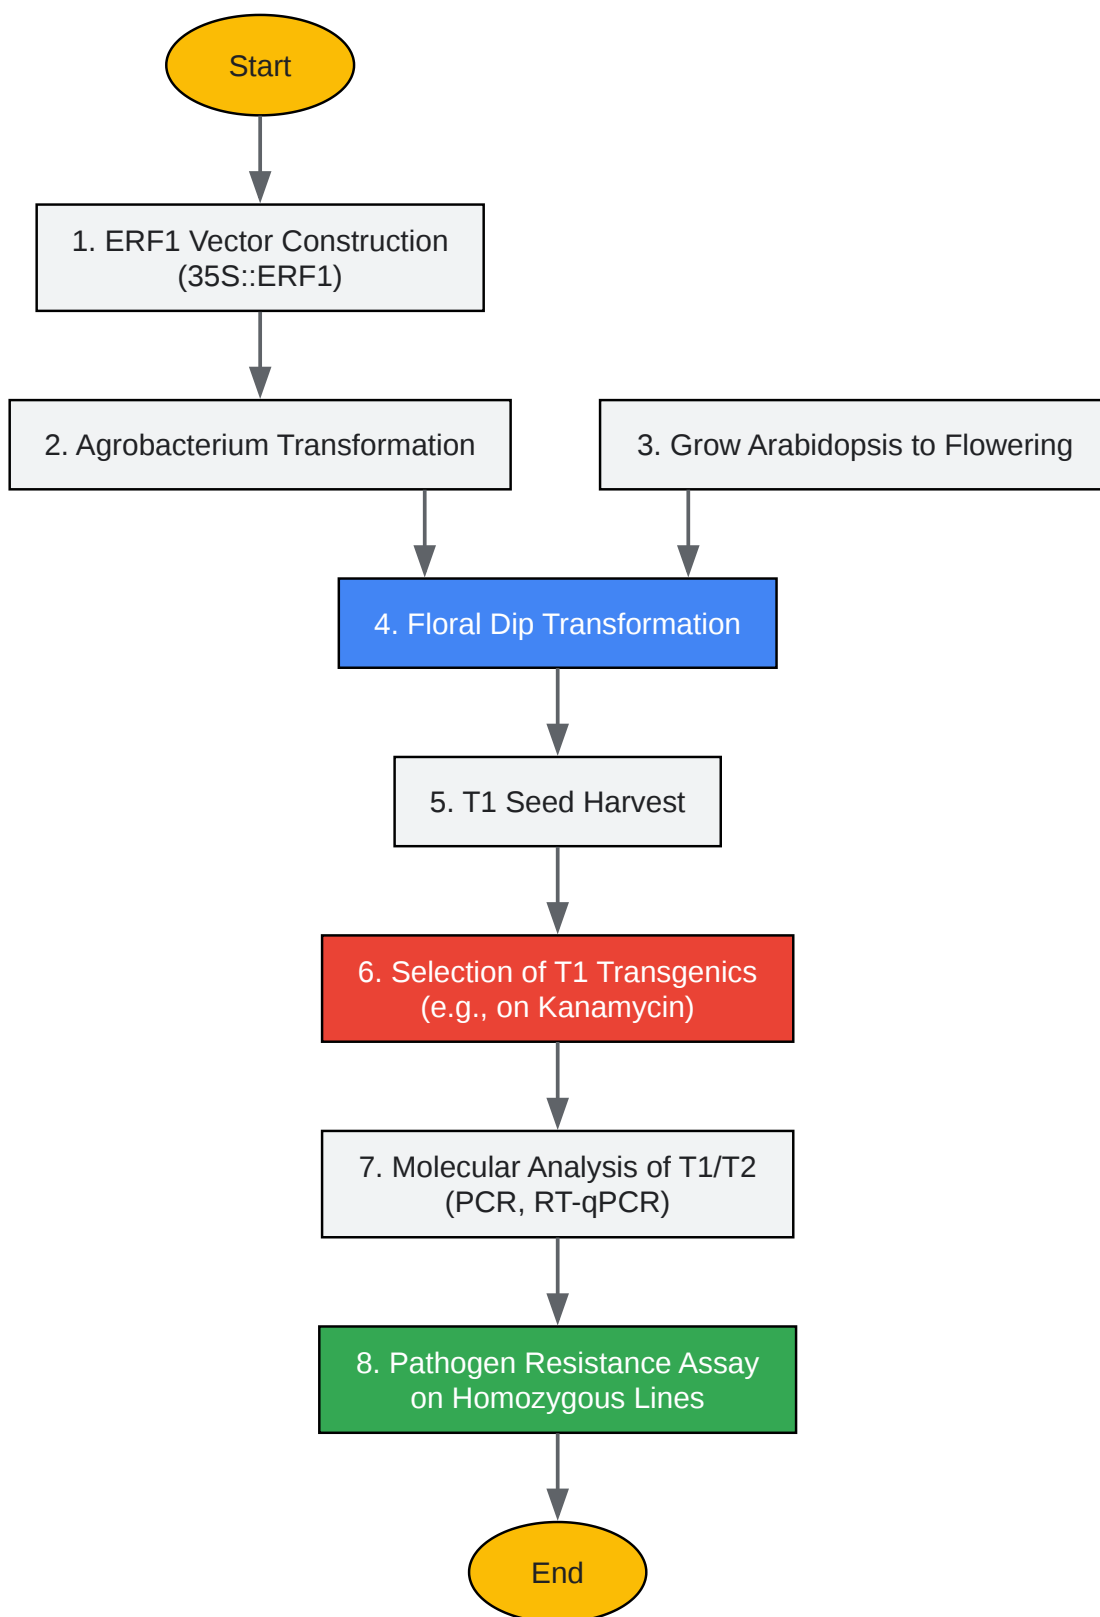 Start
1. ERF1 Vector Construction
(35S::ERF1)
2. Agrobacterium Transformation
3. Grow Arabidopsis to Flowering
4. Floral Dip Transformation
5. T1 Seed Harvest
6. Selection of T1 Transgenics
(e.g., on Kanamycin)
7. Molecular Analysis of T1/T2
(PCR, RT-qPCR)
8. Pathogen Resistance Assay
on Homozygous Lines
End